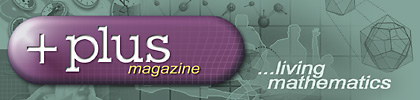 + plus
magazine
...living
mathematics